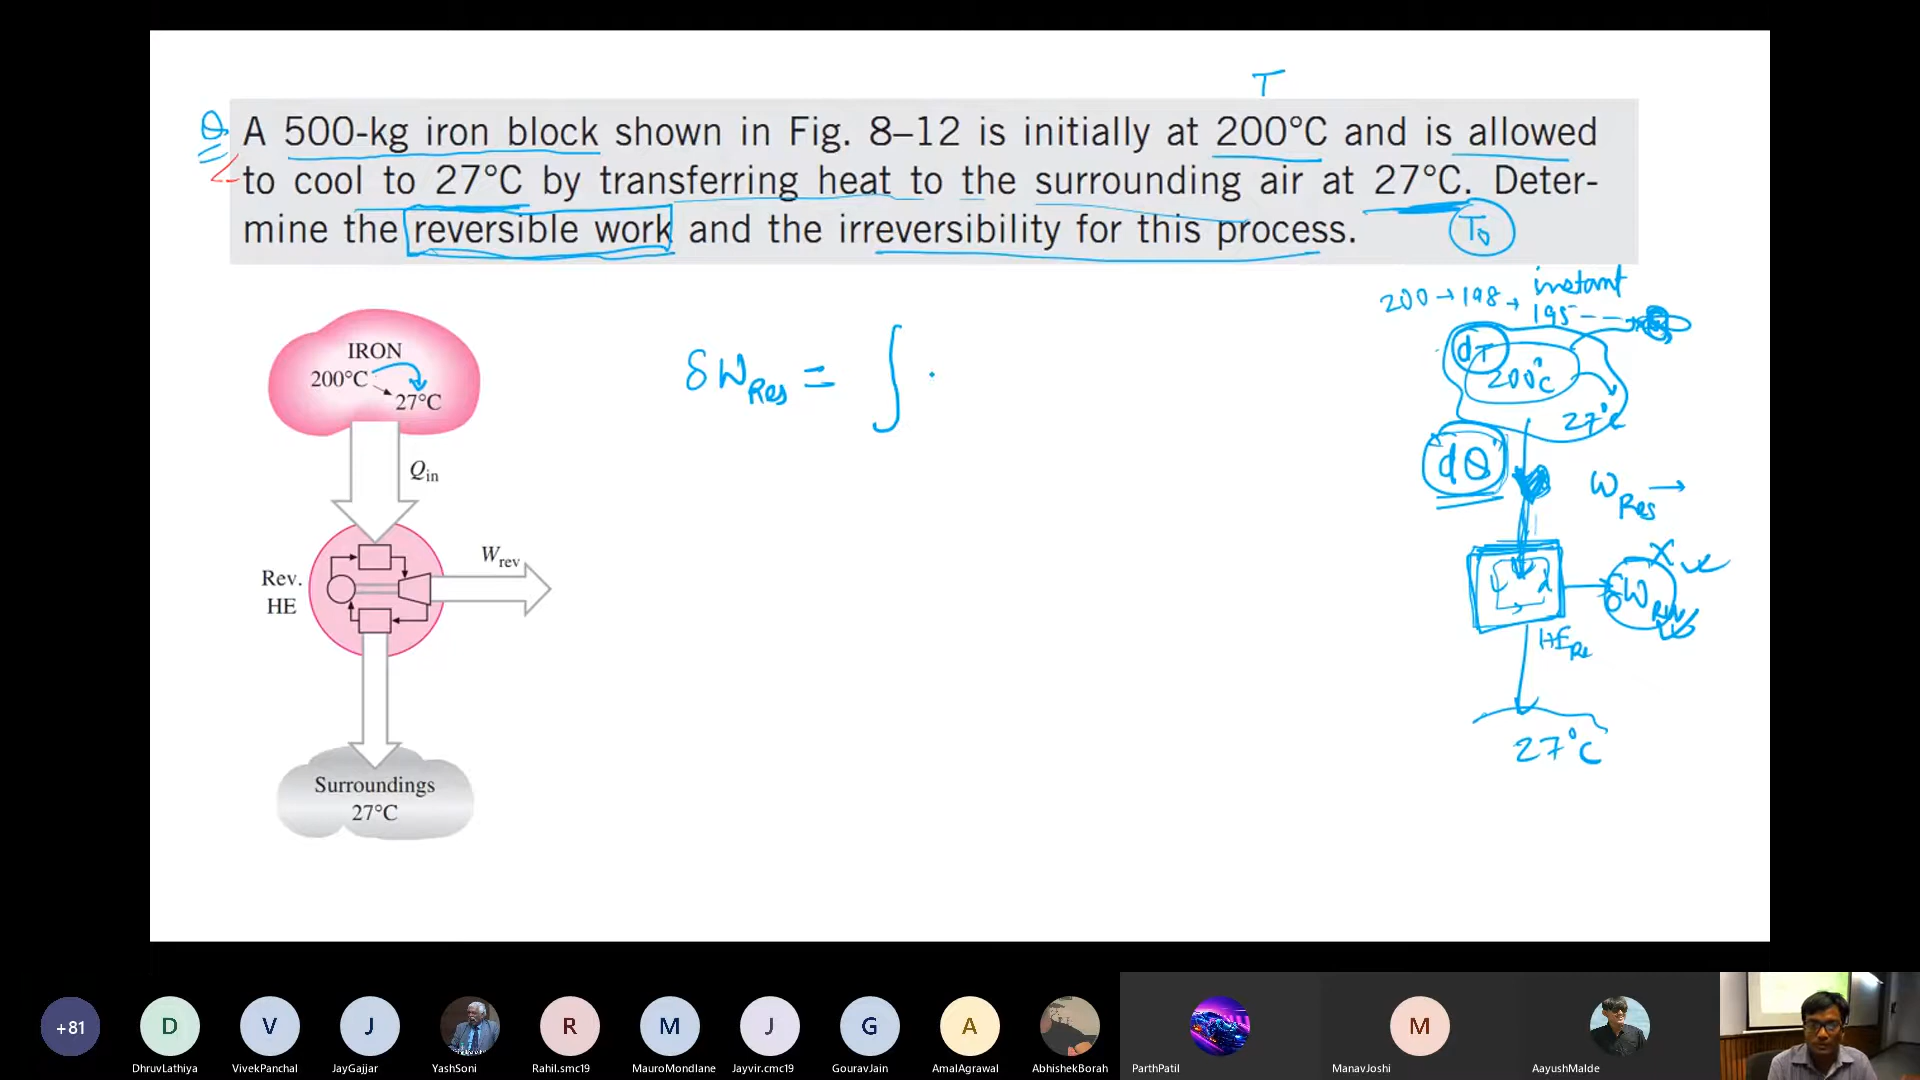 T
Q A 500-kg iron block shown in Fig. 8–12 is initially at 200°C and is allowed
to cool to 27°C by transferring heat to the surrounding air at 27°C. Deter-
mine the reversible work and the irreversibility for this process.
T0
instant
200 → 198 →
195 - - -
IRON
200°C
27°C
δWRes = ∫
dT
200°C
27°C
Qin
dQ
WRes →
Wrev
Rev.
HE
δW
HERe
Surroundings
27°C
27°C
+81
D
V
J
R
M
J
G
A
M
DhruvLathiya
VivekPanchal
JayGajjar
YashSoni
Rahil.smc19
MauroMondlane
Jayvir.cmc19
GouravJain
AmalAgrawal
AbhishekBorah
ParthPatil
ManavJoshi
AayushMalde